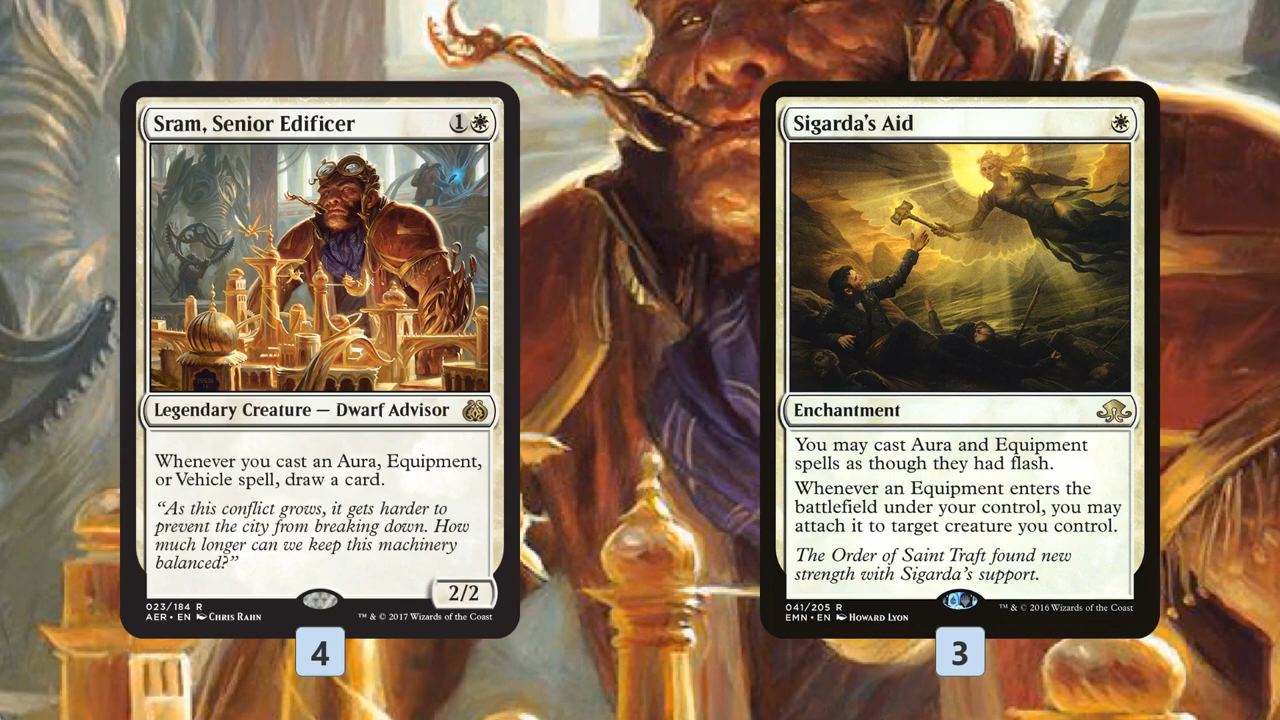 Sram, Senior Edificer 1
Legendary Creature — Dwarf Advisor
Whenever you cast an Aura, Equipment,
or Vehicle spell, draw a card.
“As this conflict grows, it gets harder to
prevent the city from breaking down. How
much longer can we keep this machinery
balanced?”
2/2
023/184 R
AER • EN Chris Rahn
™ & © 2017 Wizards of the Coast
4
Sigarda’s Aid
Enchantment
You may cast Aura and Equipment
spells as though they had flash.
Whenever an Equipment enters the
battlefield under your control, you may
attach it to target creature you control.
The Order of Saint Traft found new
strength with Sigarda’s support.
041/205 R
EMN • EN Howard Lyon
™ & © 2016 Wizards of the Coast
3